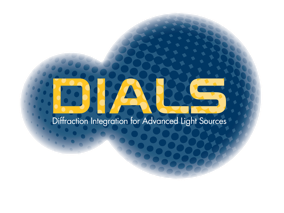 DIALS
Diffraction Integration for Advanced Light Sources